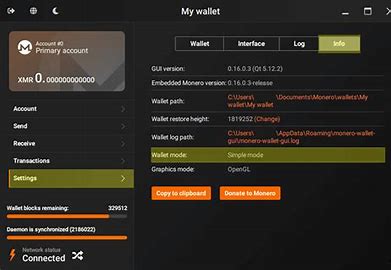 My wallet
Account #0
Primary account
XMR 0.000000000000
Account
Send
Receive
Transactions
Settings
Wallet blocks remaining: 329512
Daemon is synchronized (2186022)
Network status
Connected
Wallet Interface Log Info
GUI version: 0.16.0.3 (Qt 5.12.2)
Embedded Monero version: 0.16.0.3-release
Wallet path: C:\Users\ \Documents\Monero\wallets\My
wallet\My wallet
Wallet restore height: 1819252 (Change)
Wallet log path: C:\Users\ \AppData\Roaming\monero-wallet-
gui\monero-wallet-gui.log
Wallet mode: Simple mode
Graphics mode: OpenGL
Copy to clipboard Donate to Monero